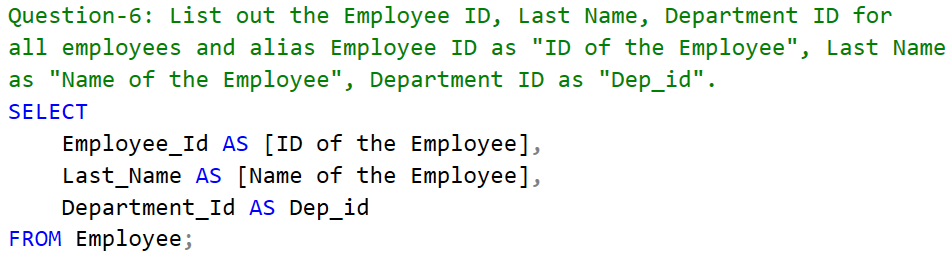 Question-6: List out the Employee ID, Last Name, Department ID for
all employees and alias Employee ID as "ID of the Employee", Last Name
as "Name of the Employee", Department ID as "Dep_id".
SELECT
    Employee_Id AS [ID of the Employee],
    Last_Name AS [Name of the Employee],
    Department_Id AS Dep_id
FROM Employee;